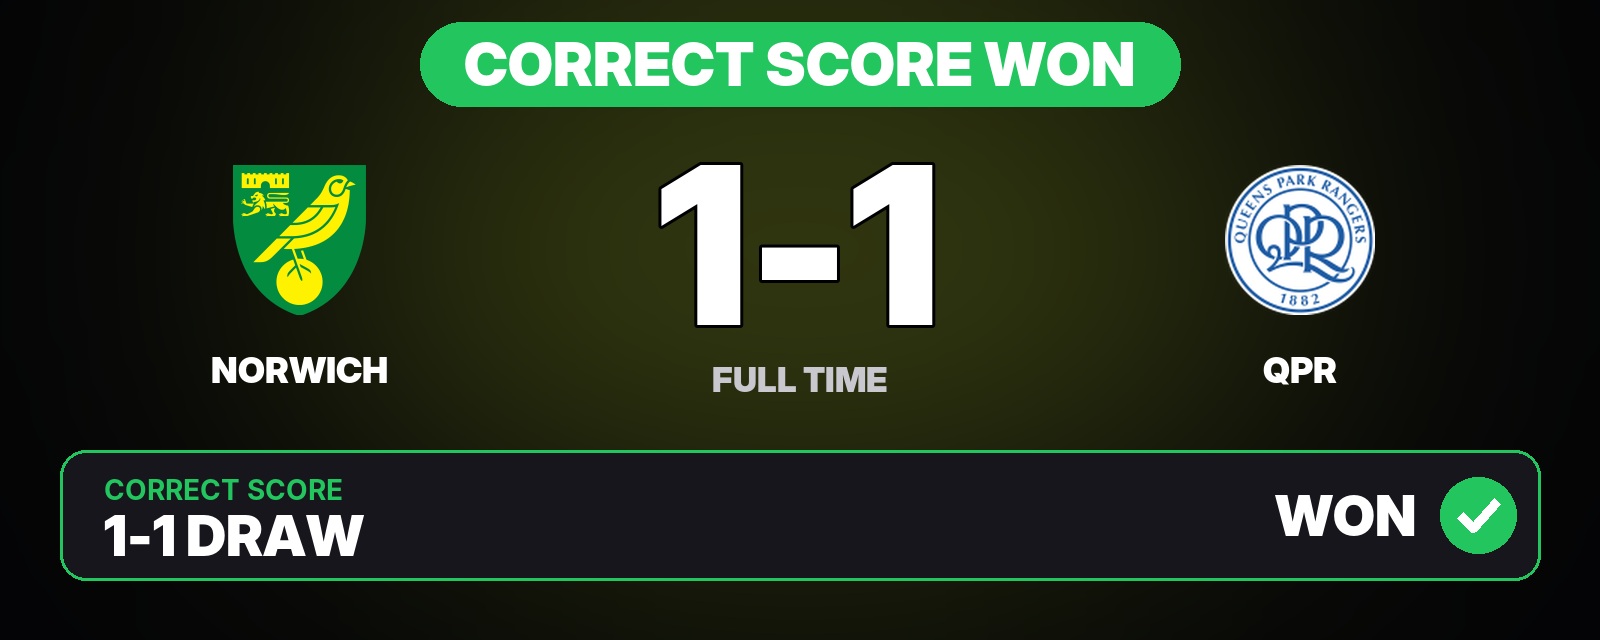 CORRECT SCORE WON
1-1
QUEENS PARK RANGERS
QPR
1882
NORWICH
FULL TIME
QPR
CORRECT SCORE
1-1 DRAW
WON